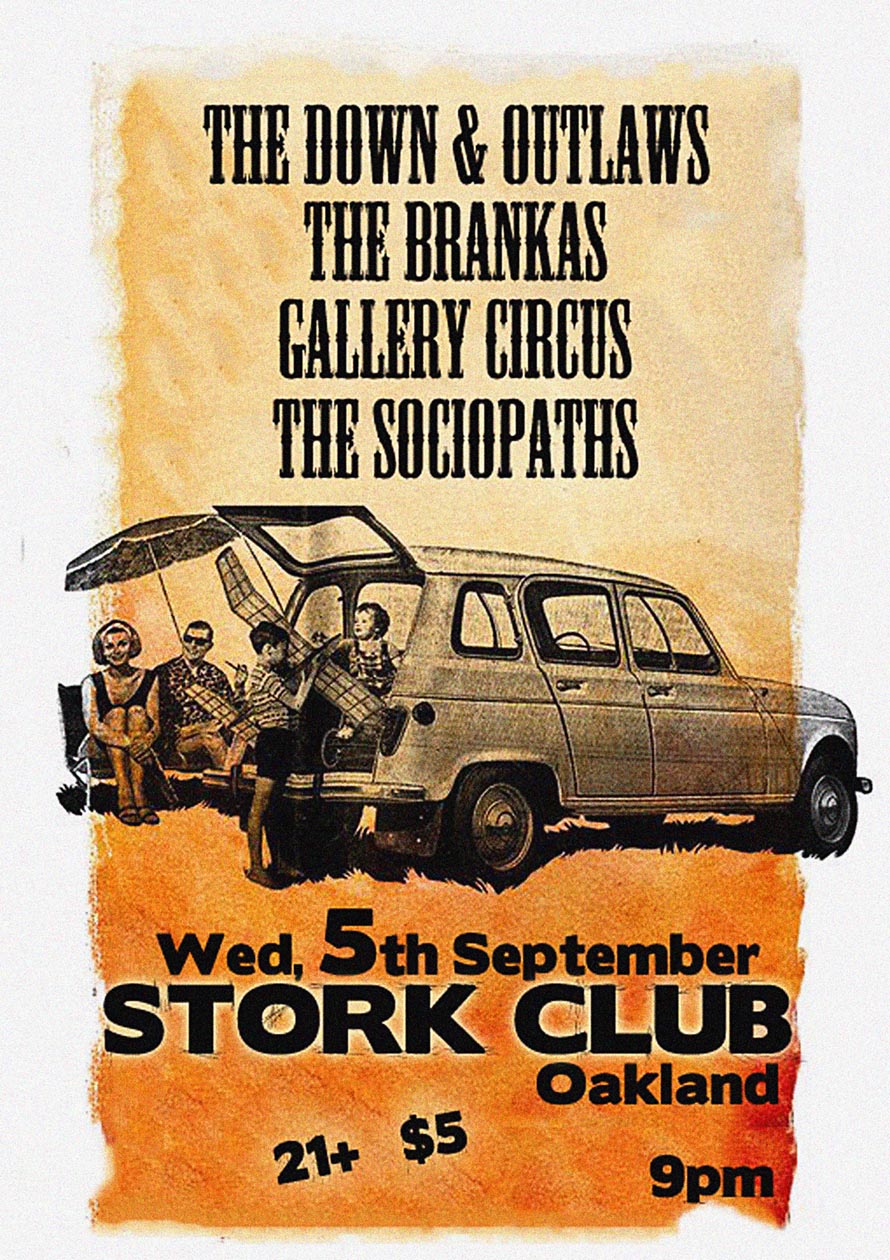 THE DOWN & OUTLAWS
THE BRANKAS
GALLERY CIRCUS
THE SOCIOPATHS
Wed, 5th September
STORK CLUB
Oakland
21+ $5
9pm